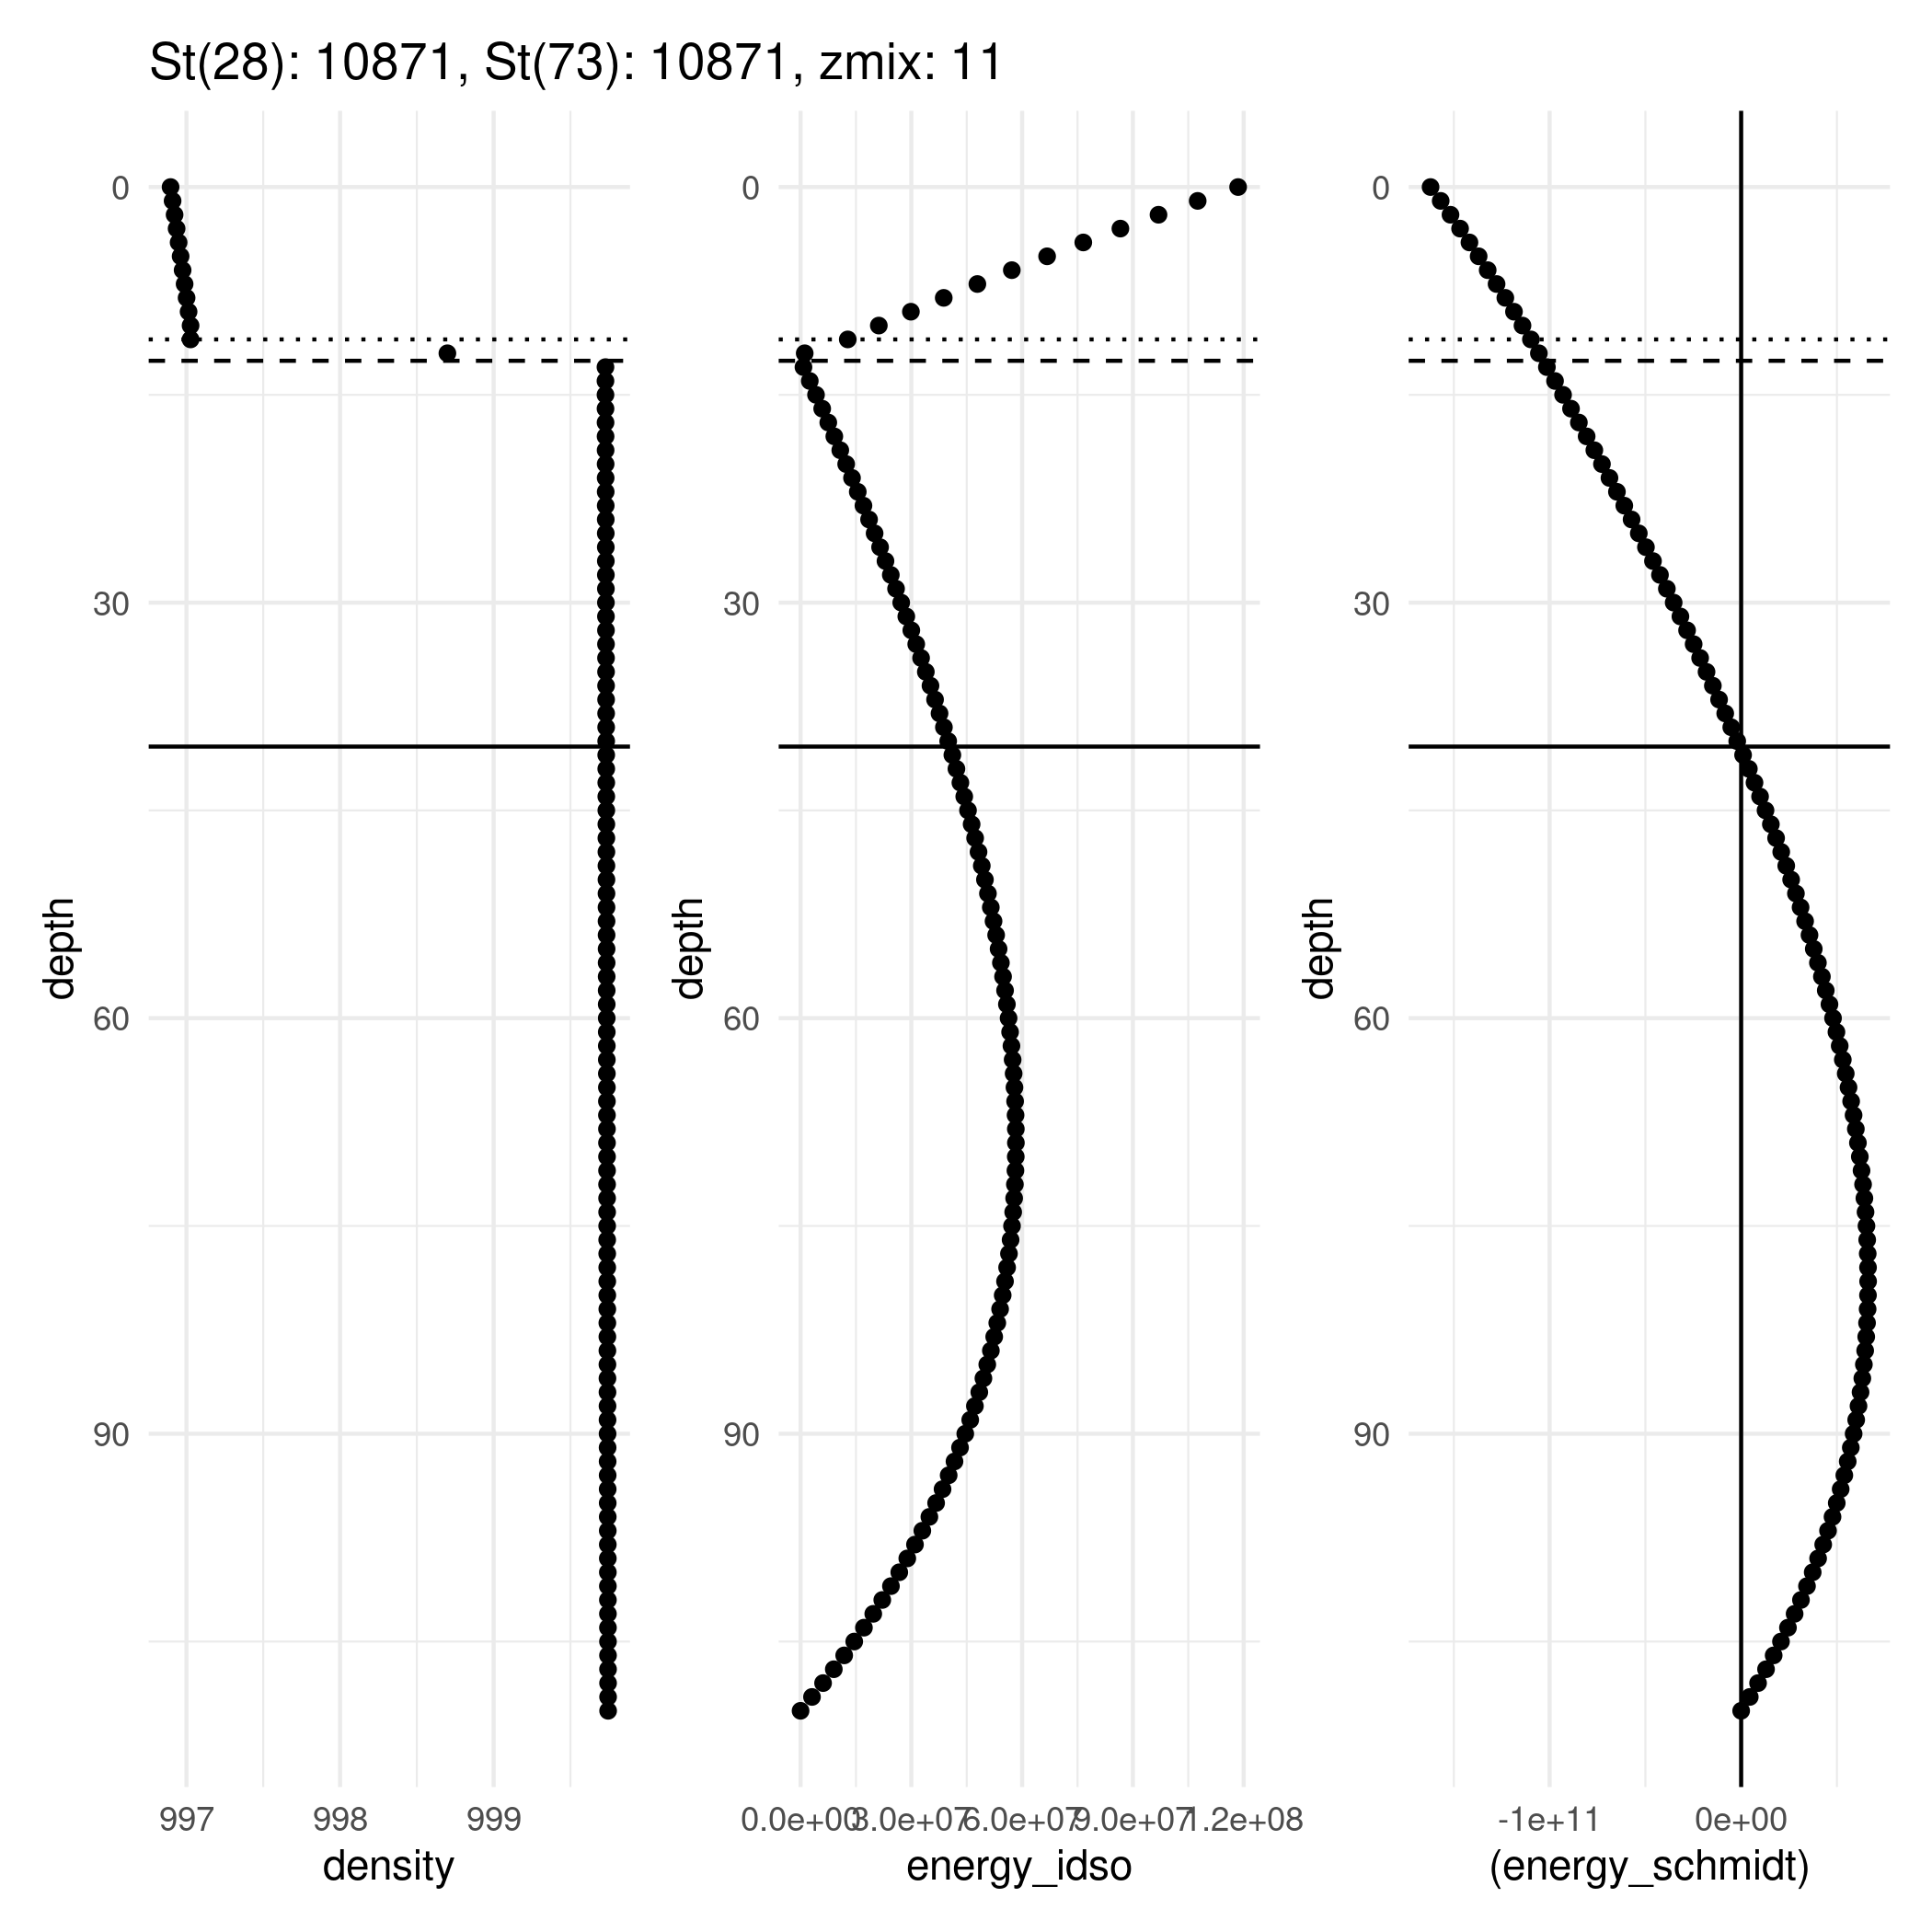 St(28): 10871, St(73): 10871, zmix: 11
0
30
60
90
depth
997
998
999
density
0
30
60
90
depth
0.0e+00
3.0e+07
6.0e+07
9.0e+07
1.2e+08
energy_idso
0
30
60
90
depth
-1e+11
0e+00
(energy_schmidt)